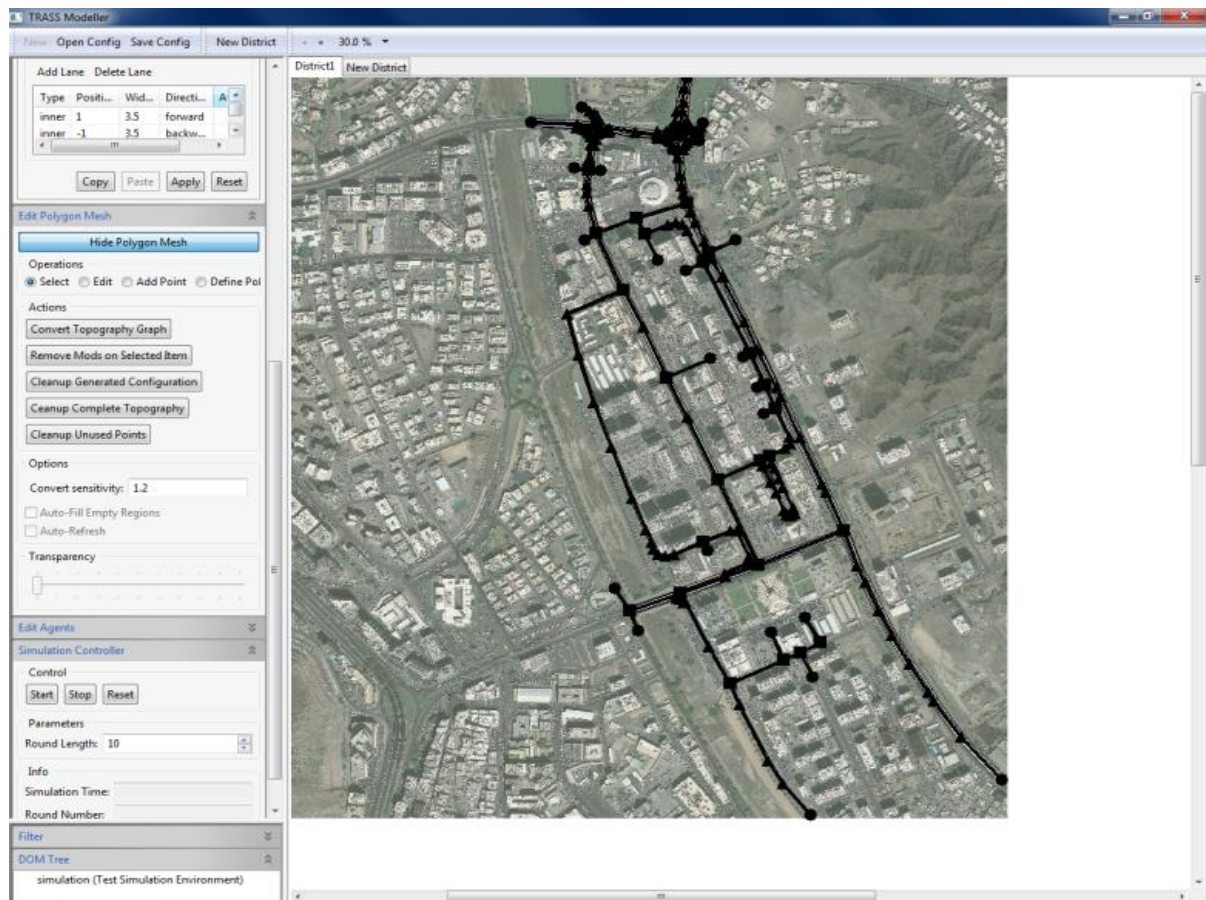 TRASS Modeller
New Open Config Save Config New District - + 30.0 %
District1 New District
Add Lane Delete Lane
Type Positi... Wid... Directi... A
inner 1 3.5 forward
inner -1 3.5 backw...
Copy Paste Apply Reset
Edit Polygon Mesh
Hide Polygon Mesh
Operations
Select Edit Add Point Define Pol
Actions
Convert Topography Graph
Remove Mods on Selected Item
Cleanup Generated Configuration
Ceanup Complete Topography
Cleanup Unused Points
Options
Convert sensitivity: 1.2
Auto-Fill Empty Regions
Auto-Refresh
Transparency
Edit Agents
Simulation Controller
Control
Start Stop Reset
Parameters
Round Length: 10
Info
Simulation Time:
Round Number:
Filter
DOM Tree
simulation (Test Simulation Environment)